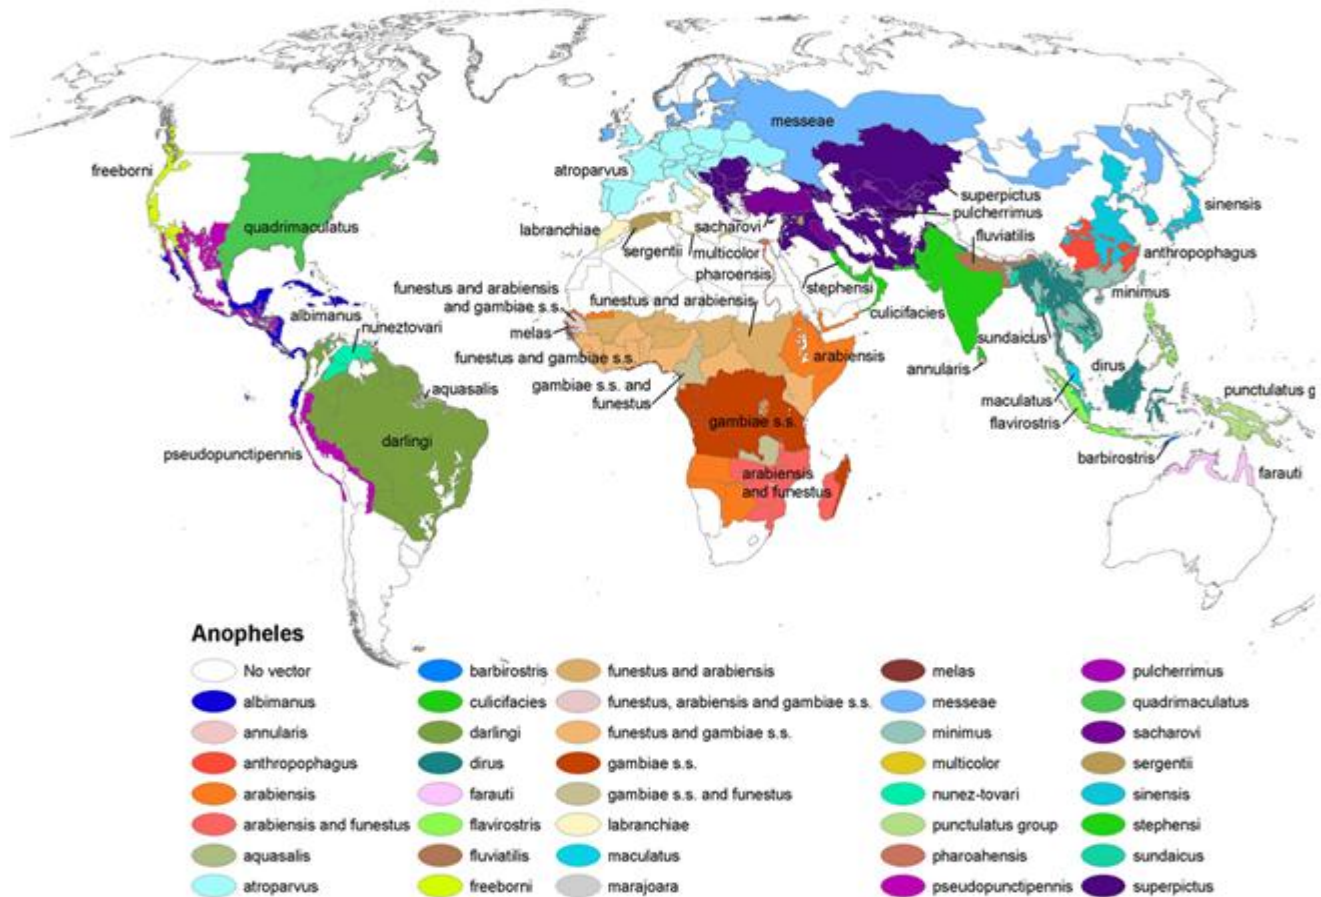 messeae
freeborni
atroparvus
superpictus
sinensis
pulcherrimus
quadrimaculatus
labranchiae
sacharovi
fluviatilis
sergentii
multicolor
anthropophagus
pharoensis
stephensi
minimus
funestus and arabiensis
and gambiae s.s.
funestus and arabiensis
albimanus
culicifacies
nuneztovari
melas
sundaicus
funestus and gambiae s.s.
arabiensis
annularis
dirus
aquasalis
gambiae s.s. and
funestus
maculatus
punctulatus g
flavirostris
gambiae s.s.
darlingi
pseudopunctipennis
barbirostris
arabiensis
and funestus
farauti
Anopheles
No vector
albimanus
annularis
anthropophagus
arabiensis
arabiensis and funestus
aquasalis
atroparvus
barbirostris
culicifacies
darlingi
dirus
farauti
flavirostris
fluviatilis
freeborni
funestus and arabiensis
funestus, arabiensis and gambiae s.s.
funestus and gambiae s.s.
gambiae s.s.
gambiae s.s. and funestus
labranchiae
maculatus
marajoara
melas
messeae
minimus
multicolor
nunez-tovari
punctulatus group
pharoahensis
pseudopunctipennis
pulcherrimus
quadrimaculatus
sacharovi
sergentii
sinensis
stephensi
sundaicus
superpictus